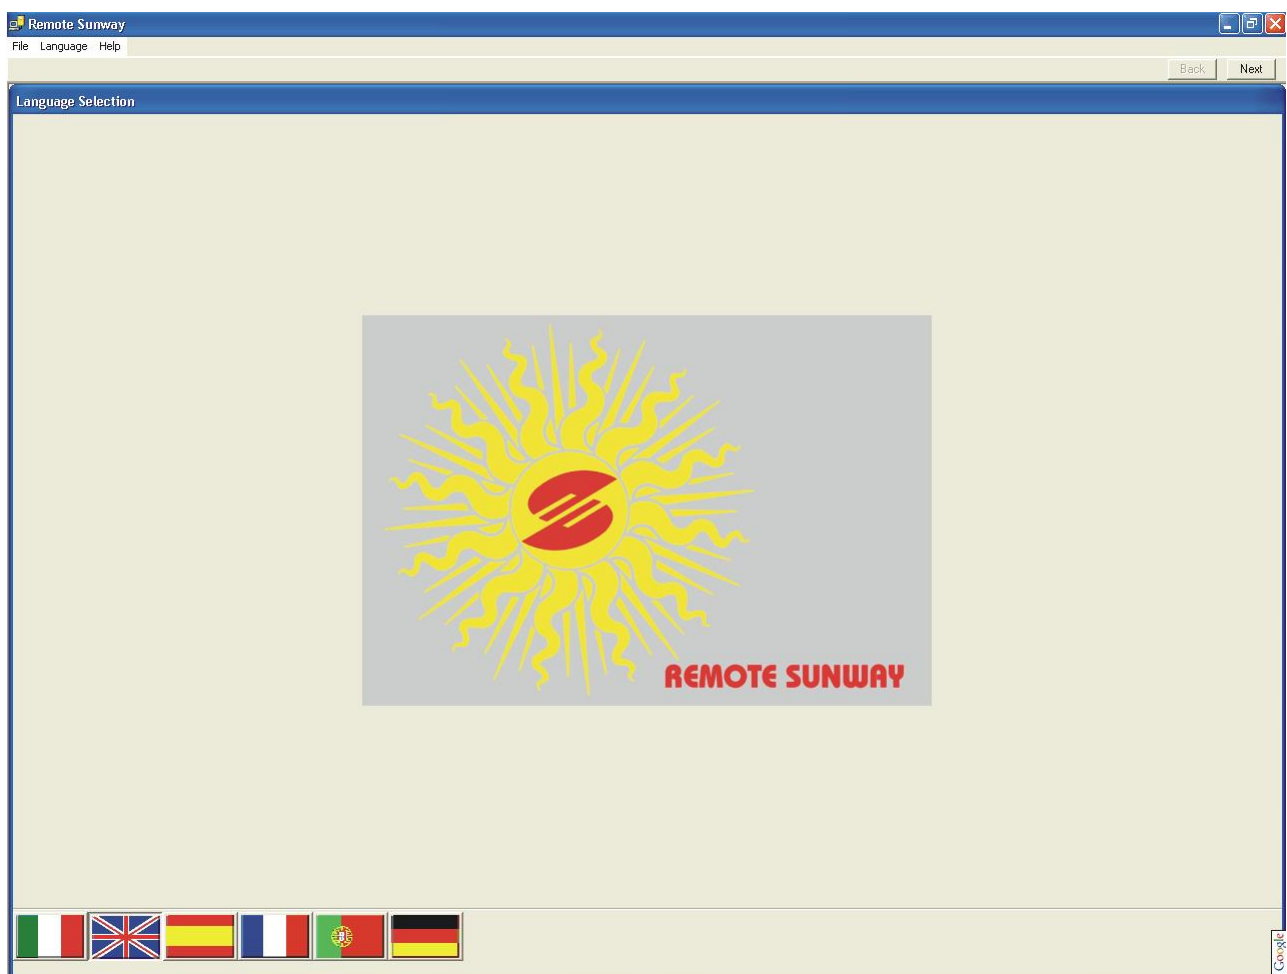 Remote Sunway
File Language Help
Back Next
Language Selection
REMOTE SUNWAY
Google